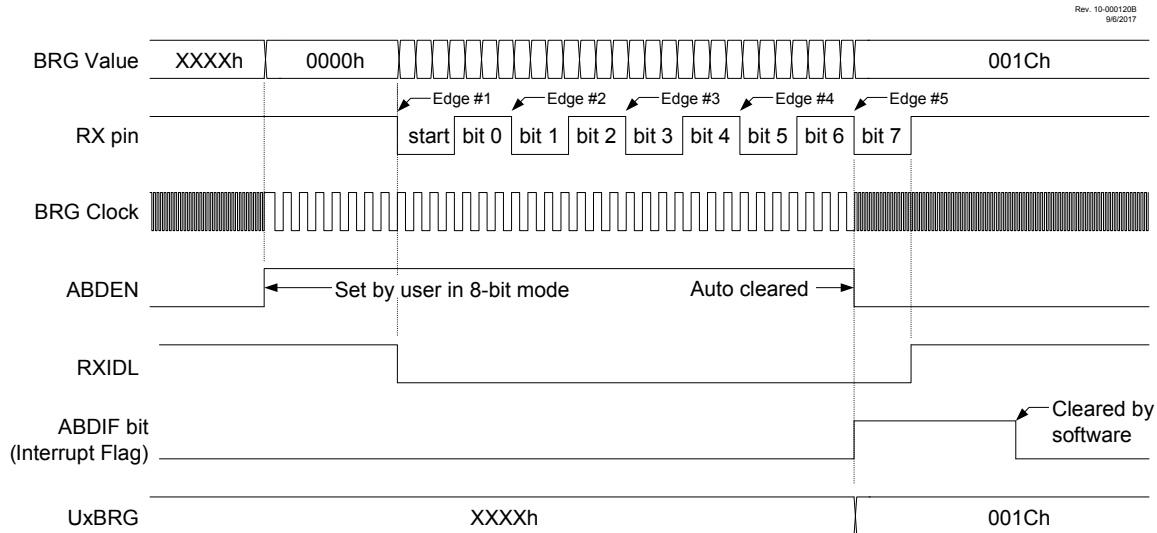 Rev. 10-000120B
9/6/2017
BRG Value XXXXh 0000h 001Ch
Edge #1 Edge #2 Edge #3 Edge #4 Edge #5
RX pin start bit 0 bit 1 bit 2 bit 3 bit 4 bit 5 bit 6 bit 7
BRG Clock
ABDEN Set by user in 8-bit mode Auto cleared
RXIDL
ABDIF bit
(Interrupt Flag)
Cleared by
software
UxBRG XXXXh 001Ch